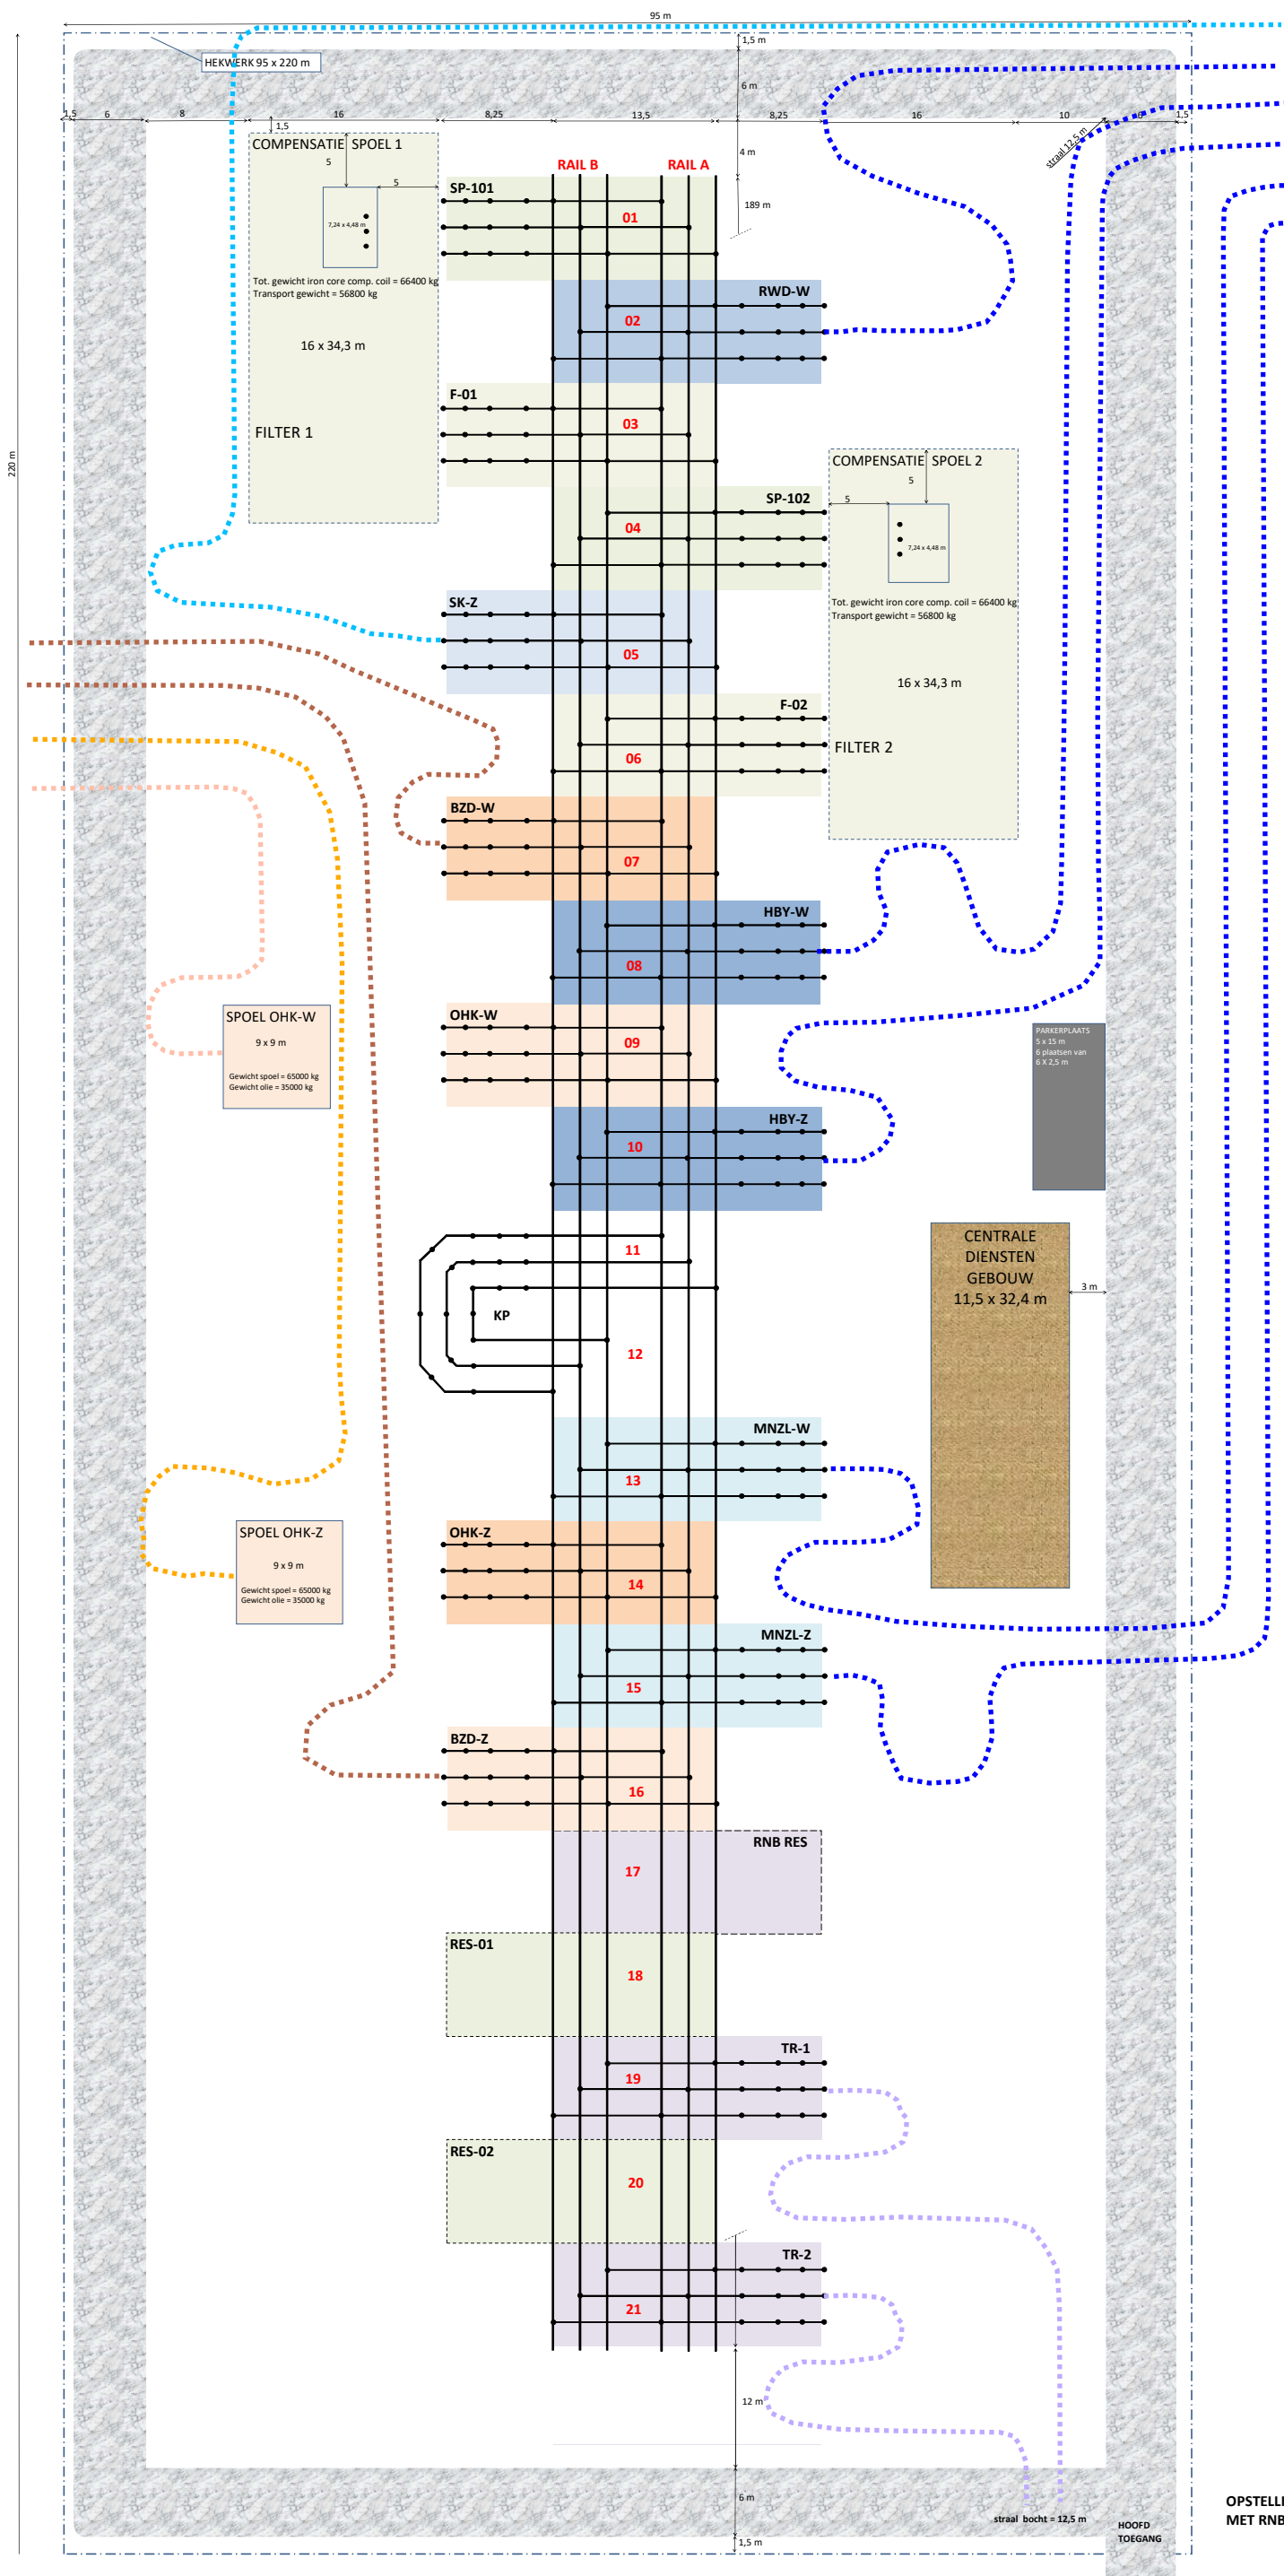 95 m
1,5 m
HEKWERK 95 x 220 m
6 m
1,5
6
8
16
8,25
13,5
8,25
16
10
1,5
1,5
straal 12,5 m
COMPENSATIE SPOEL 1
5
4 m
RAIL B
RAIL A
5
SP-101
189 m
7,24 x 4,48 m
01
Tot. gewicht iron core comp. coil = 66400 kg
Transport gewicht = 56800 kg
RWD-W
02
16 x 34,3 m
F-01
03
FILTER 1
220 m
COMPENSATIE SPOEL 2
5
SP-102
5
04
7,24 x 4,48 m
SK-Z
Tot. gewicht iron core comp. coil = 66400 kg
Transport gewicht = 56800 kg
05
16 x 34,3 m
F-02
FILTER 2
06
BZD-W
07
HBY-W
08
SPOEL OHK-W
9 x 9 m
Gewicht spoel = 65000 kg
Gewicht olie = 35000 kg
OHK-W
09
PARKERPLAATS
5 x 15 m
6 plaatsen van
6 X 2,5 m
HBY-Z
10
CENTRALE
DIENSTEN
GEBOUW
11,5 x 32,4 m
3 m
11
KP
12
MNZL-W
13
SPOEL OHK-Z
9 x 9 m
Gewicht spoel = 65000 kg
Gewicht olie = 35000 kg
OHK-Z
14
MNZL-Z
15
BZD-Z
16
RNB RES
17
RES-01
18
TR-1
19
RES-02
20
TR-2
21
12 m
6 m
straal bocht = 12,5 m
HOOFD
TOEGANG
OPSTELLI
MET RNB
1,5 m